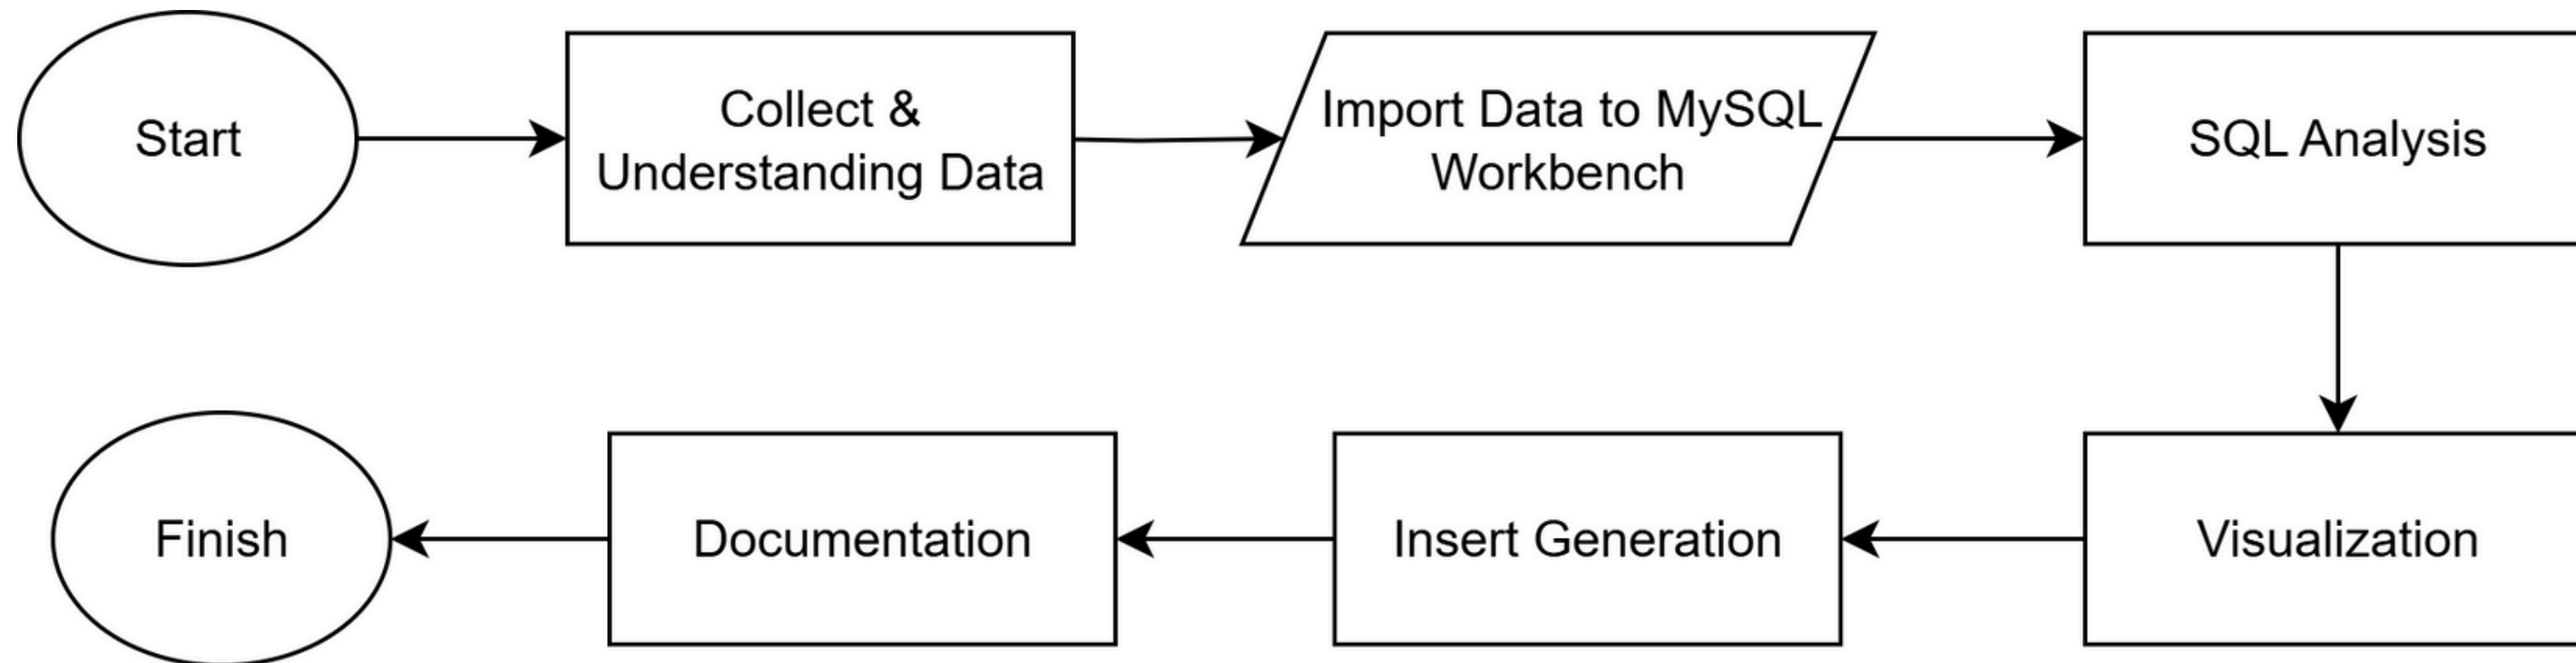 Start
Collect &
Understanding Data
Import Data to MySQL
Workbench
SQL Analysis
Visualization
Insert Generation
Documentation
Finish